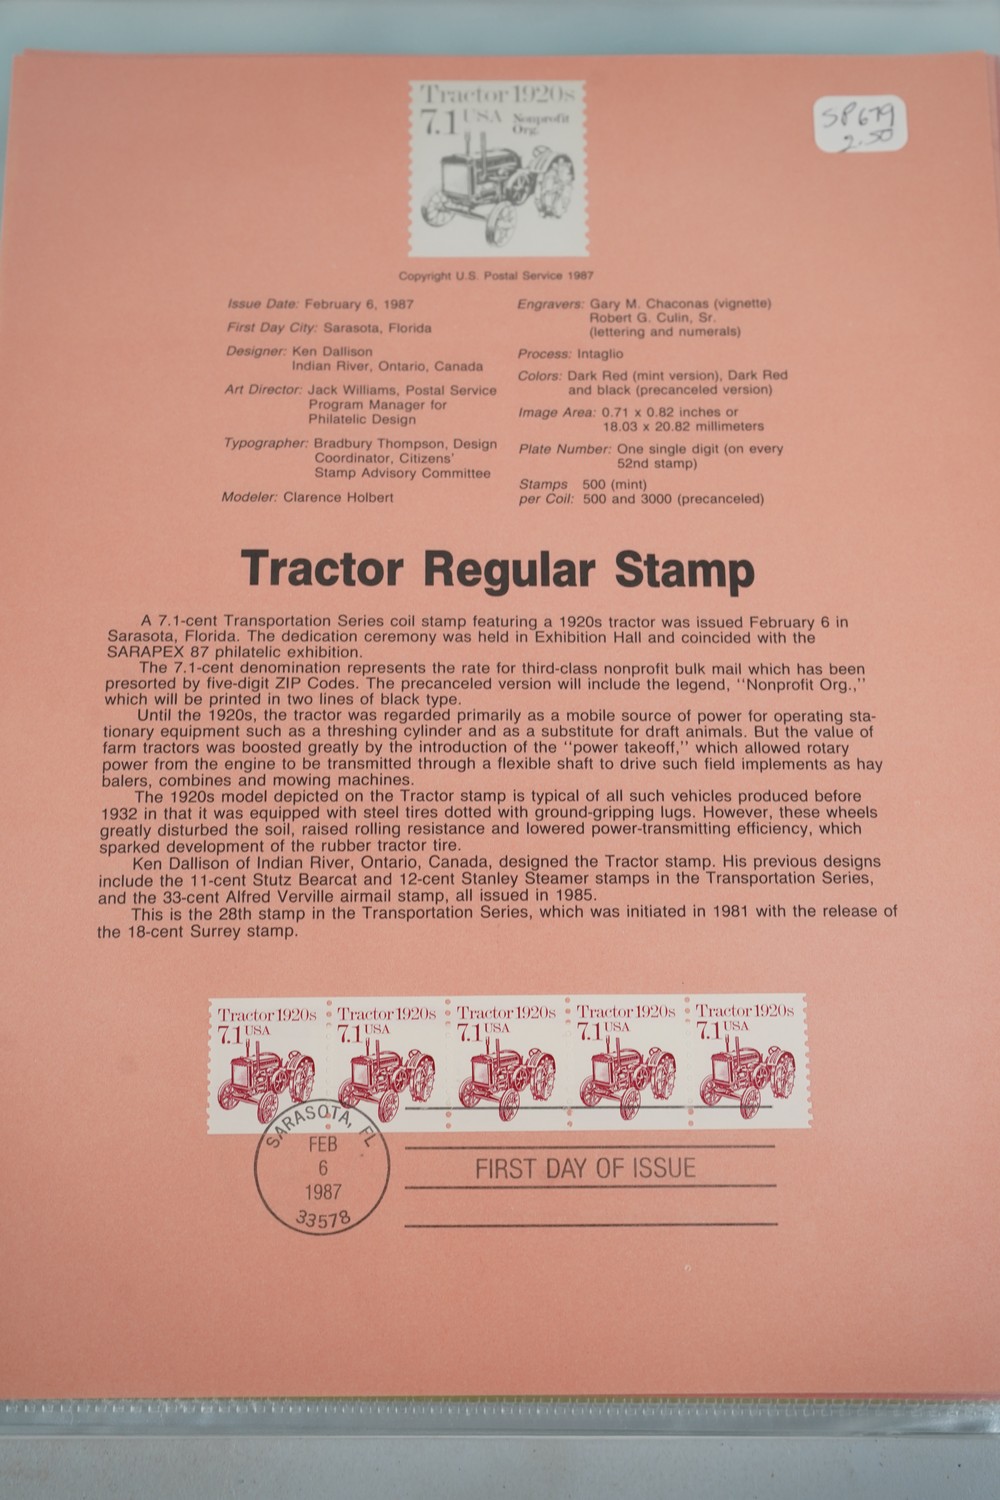 Tractor 1920s
7.1 USA Nonprofit
Org.
SP679
2.50
Copyright U.S. Postal Service 1987
Issue Date: February 6, 1987
First Day City: Sarasota, Florida
Designer: Ken Dallison
Indian River, Ontario, Canada
Art Director: Jack Williams, Postal Service
Program Manager for
Philatelic Design
Typographer: Bradbury Thompson, Design
Coordinator, Citizens'
Stamp Advisory Committee
Modeler: Clarence Holbert
Engravers: Gary M. Chaconas (vignette)
Robert G. Culin, Sr.
(lettering and numerals)
Process: Intaglio
Colors: Dark Red (mint version), Dark Red
and black (precanceled version)
Image Area: 0.71 x 0.82 inches or
18.03 x 20.82 millimeters
Plate Number: One single digit (on every
52nd stamp)
Stamps 500 (mint)
per Coil: 500 and 3000 (precanceled)
Tractor Regular Stamp
A 7.1-cent Transportation Series coil stamp featuring a 1920s tractor was issued February 6 in
Sarasota, Florida. The dedication ceremony was held in Exhibition Hall and coincided with the
SARAPEX 87 philatelic exhibition.
The 7.1-cent denomination represents the rate for third-class nonprofit bulk mail which has been
presorted by five-digit ZIP Codes. The precanceled version will include the legend, "Nonprofit Org.,"
which will be printed in two lines of black type.
Until the 1920s, the tractor was regarded primarily as a mobile source of power for operating sta-
tionary equipment such as a threshing cylinder and as a substitute for draft animals. But the value of
farm tractors was boosted greatly by the introduction of the "power takeoff," which allowed rotary
power from the engine to be transmitted through a flexible shaft to drive such field implements as hay
balers, combines and mowing machines.
The 1920s model depicted on the Tractor stamp is typical of all such vehicles produced before
1932 in that it was equipped with steel tires dotted with ground-gripping lugs. However, these wheels
greatly disturbed the soil, raised rolling resistance and lowered power-transmitting efficiency, which
sparked development of the rubber tractor tire.
Ken Dallison of Indian River, Ontario, Canada, designed the Tractor stamp. His previous designs
include the 11-cent Stutz Bearcat and 12-cent Stanley Steamer stamps in the Transportation Series,
and the 33-cent Alfred Verville airmail stamp, all issued in 1985.
This is the 28th stamp in the Transportation Series, which was initiated in 1981 with the release of
the 18-cent Surrey stamp.
Tractor 1920s Tractor 1920s Tractor 1920s Tractor 1920s Tractor 1920s
7.1 USA 7.1 USA 7.1 USA 7.1 USA 7.1 USA
SARASOTA, FL
FEB
6
1987
33578
FIRST DAY OF ISSUE